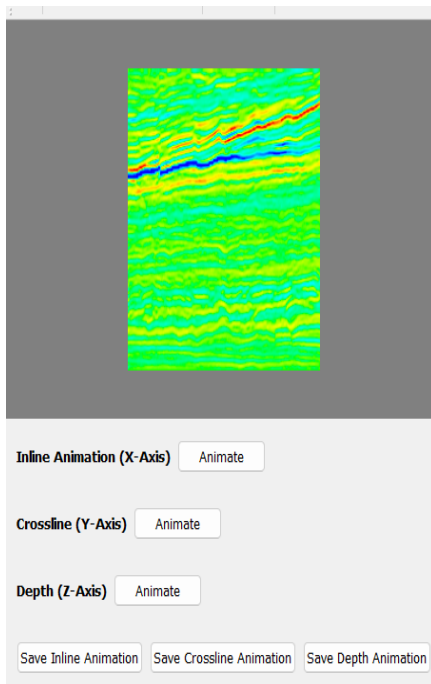 Inline Animation (X-Axis) Animate
Crossline (Y-Axis) Animate
Depth (Z-Axis) Animate
Save Inline Animation Save Crossline Animation Save Depth Animation